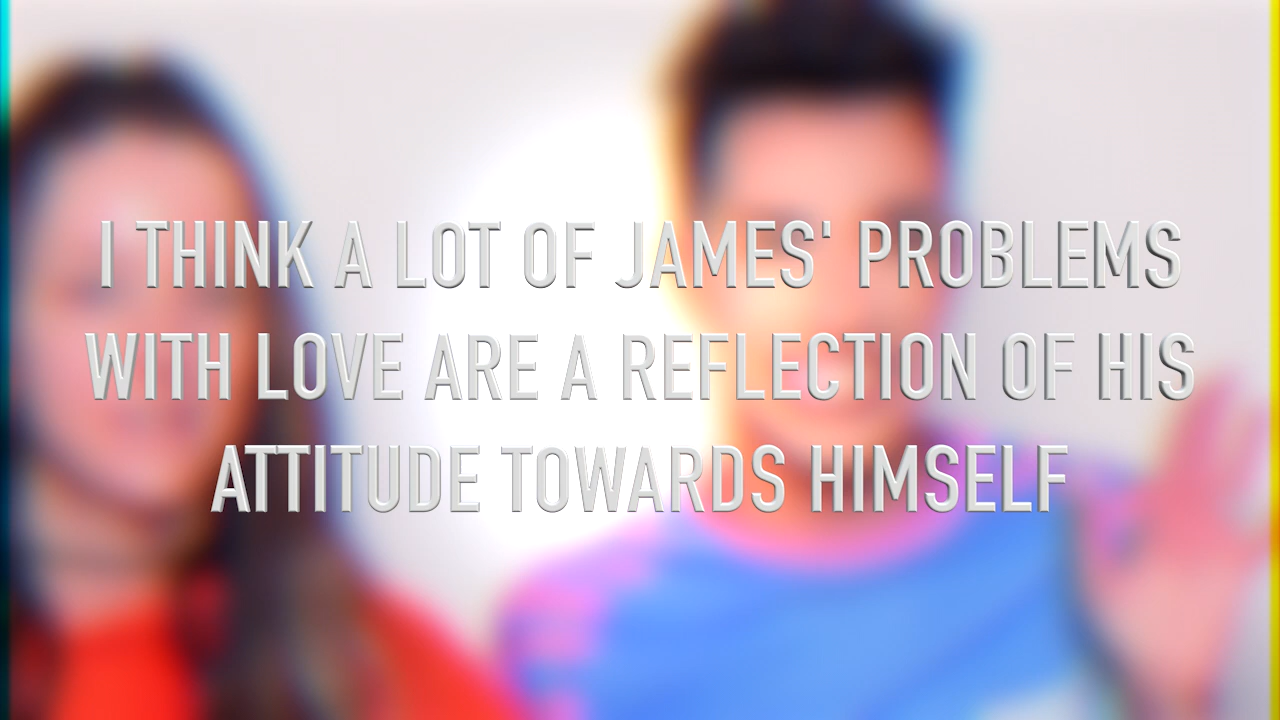 I THINK A LOT OF JAMES' PROBLEMS
WITH LOVE ARE A REFLECTION OF HIS
ATTITUDE TOWARDS HIMSELF